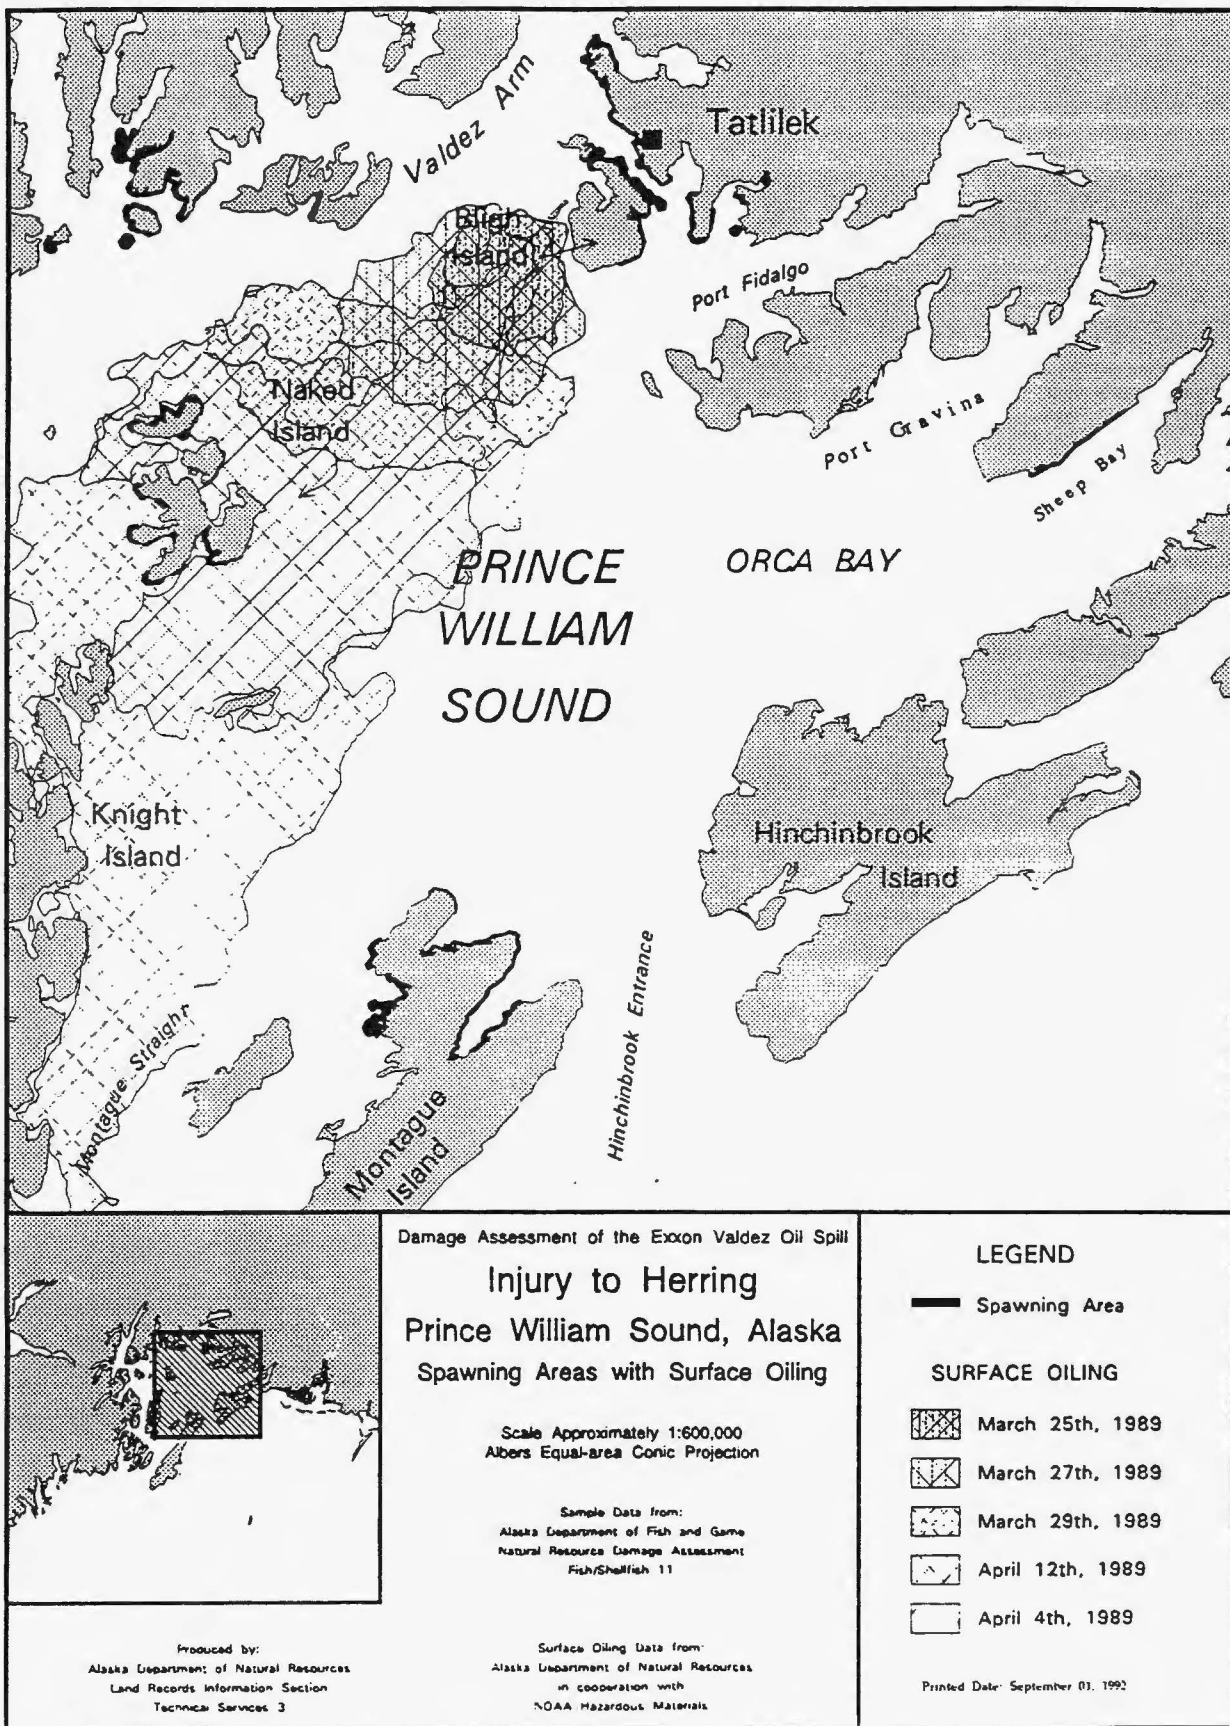 Valdez Arm
Tatlilek
Bligh
Island
Port Fidalgo
Naked
Island
Port Gravina
Sheep Bay
PRINCE
WILLIAM
SOUND
ORCA BAY
Knight
Island
Hinchinbrook
Island
Hinchinbrook Entrance
Montague Straight
Montague
Island
Damage Assessment of the Exxon Valdez Oil Spill
Injury to Herring
Prince William Sound, Alaska
Spawning Areas with Surface Oiling
Scale Approximately 1:600,000
Albers Equal-area Conic Projection
Sample Data from:
Alaska Department of Fish and Game
Natural Resource Damage Assessment
Fish/Shellfish 11
Produced by:
Alaska Department of Natural Resources
Land Records Information Section
Technical Services 3
Surface Oiling Data from:
Alaska Department of Natural Resources
in cooperation with
NOAA Hazardous Materials
LEGEND
Spawning Area
SURFACE OILING
March 25th, 1989
March 27th, 1989
March 29th, 1989
April 12th, 1989
April 4th, 1989
Printed Date: September 01, 1992